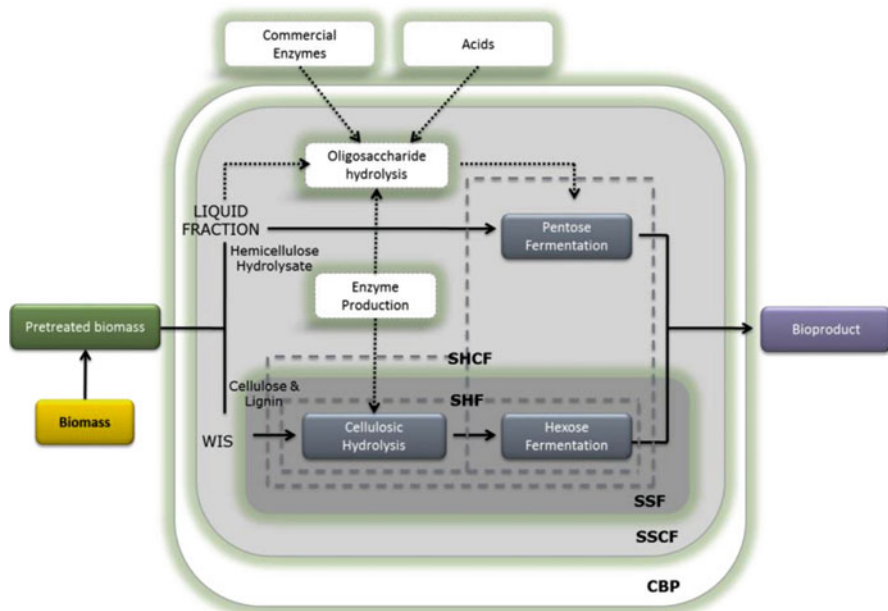 Commercial
Enzymes
Acids
Oligosaccharide
hydrolysis
LIQUID
FRACTION
Hemicellulose
Hydrolysate
Pentose
Fermentation
Enzyme
Production
Pretreated biomass
Bioproduct
SHCF
Cellulose &
Lignin
SHF
Biomass
WIS
Cellulosic
Hydrolysis
Hexose
Fermentation
SSF
SSCF
CBP